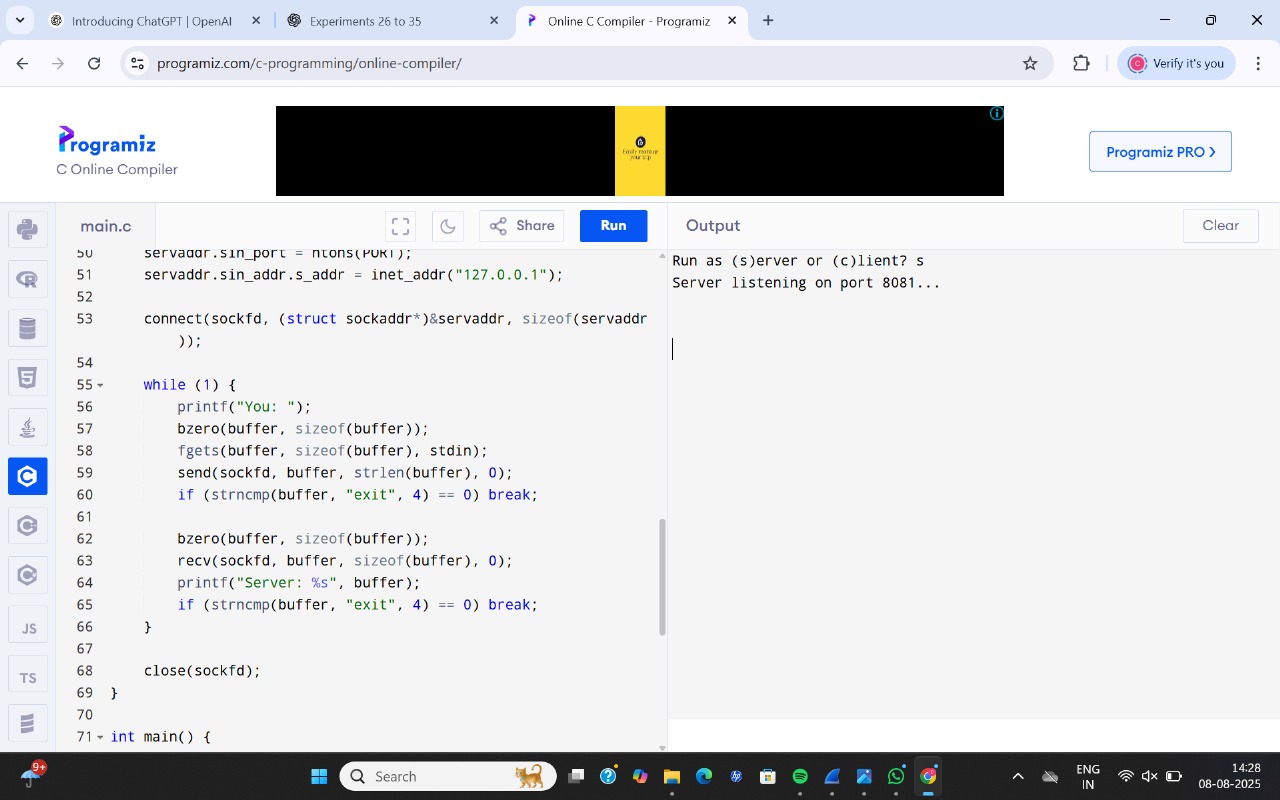 Introducing ChatGPT | OpenAI
Experiments 26 to 35
Online C Compiler - Programiz
programiz.com/c-programming/online-compiler/
Verify it's you
Programiz
C Online Compiler
Easily manage
your trip
Programiz PRO >
main.c
Share
Run
Output
Clear
50 servaddr.sin_port = htons(PORT);
51 servaddr.sin_addr.s_addr = inet_addr("127.0.0.1");
52
53 connect(sockfd, (struct sockaddr*)&servaddr, sizeof(servaddr
));
54
55 while (1) {
56 printf("You: ");
57 bzero(buffer, sizeof(buffer));
58 fgets(buffer, sizeof(buffer), stdin);
59 send(sockfd, buffer, strlen(buffer), 0);
60 if (strncmp(buffer, "exit", 4) == 0) break;
61
62 bzero(buffer, sizeof(buffer));
63 recv(sockfd, buffer, sizeof(buffer), 0);
64 printf("Server: %s", buffer);
65 if (strncmp(buffer, "exit", 4) == 0) break;
66 }
67
68 close(sockfd);
69 }
70
71 int main() {
Run as (s)erver or (c)lient? s
Server listening on port 8081...
JS
TS
9+
Search
ENG
IN
14:28
08-08-2025